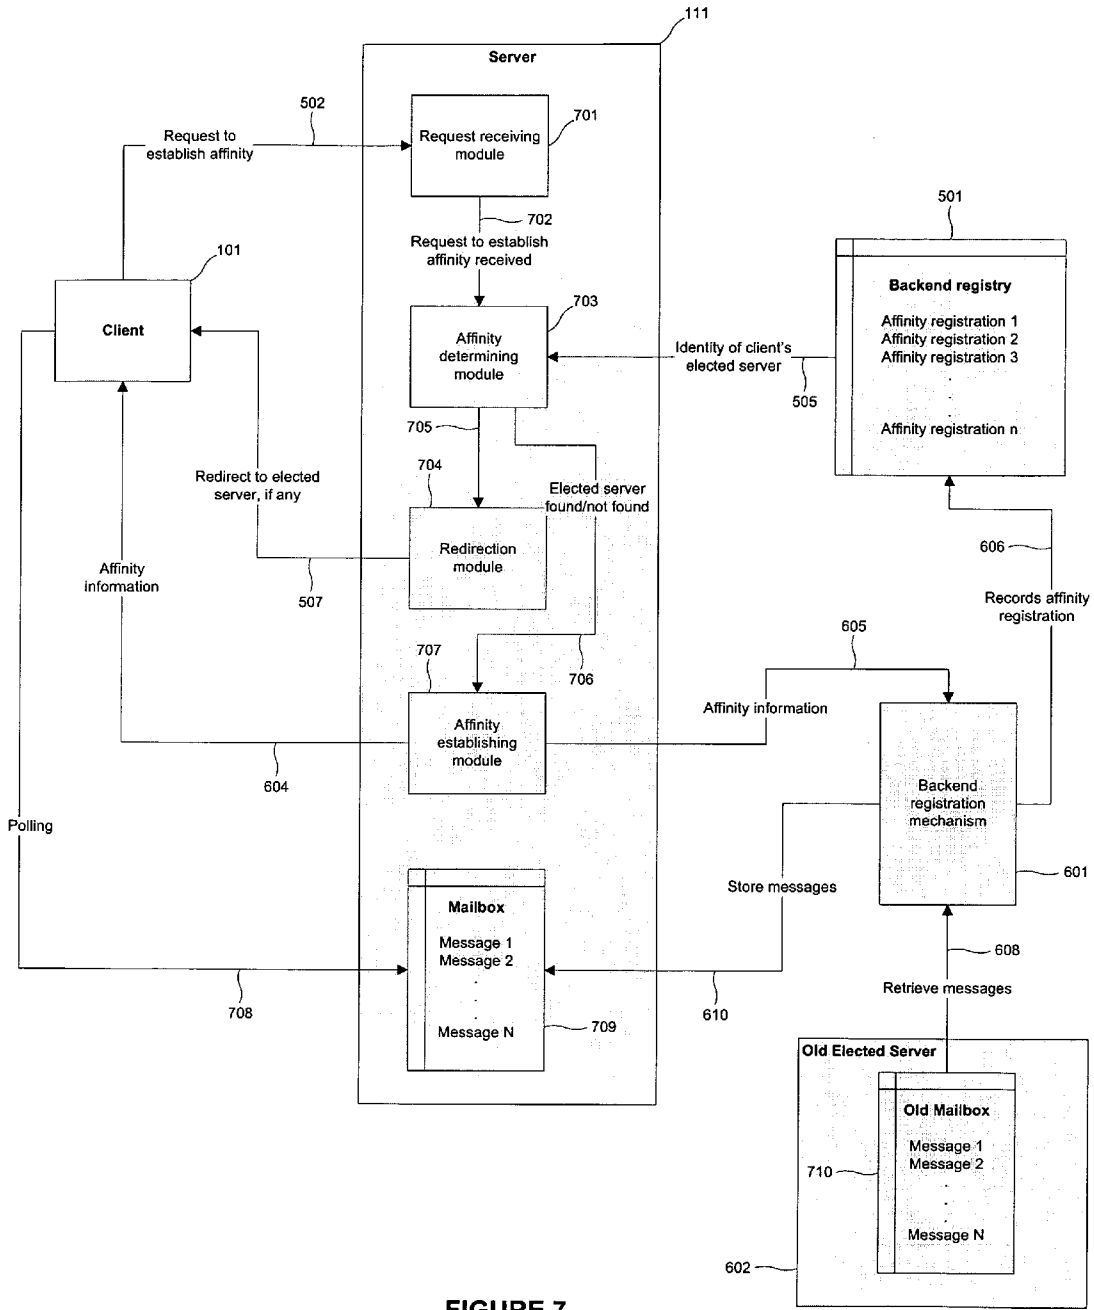 111
Server
502
Request to
establish affinity
Request receiving
module
701
702
Request to establish
affinity received
101
Client
501
Backend registry
Affinity registration 1
Affinity registration 2
Affinity registration 3
.
.
.
Affinity registration n
703
Affinity
determining
module
Identity of client's
elected server
505
705
704
Redirect to elected
server, if any
Elected server
found/not found
Redirection
module
507
Affinity
information
606
Records affinity
registration
605
706
707
Affinity information
Affinity
establishing
module
604
Backend
registration
mechanism
601
Polling
Store messages
Mailbox
Message 1
Message 2
.
.
.
Message N
709
708
610
608
Retrieve messages
Old Elected Server
Old Mailbox
Message 1
Message 2
.
.
.
Message N
710
602
FIGURE 7